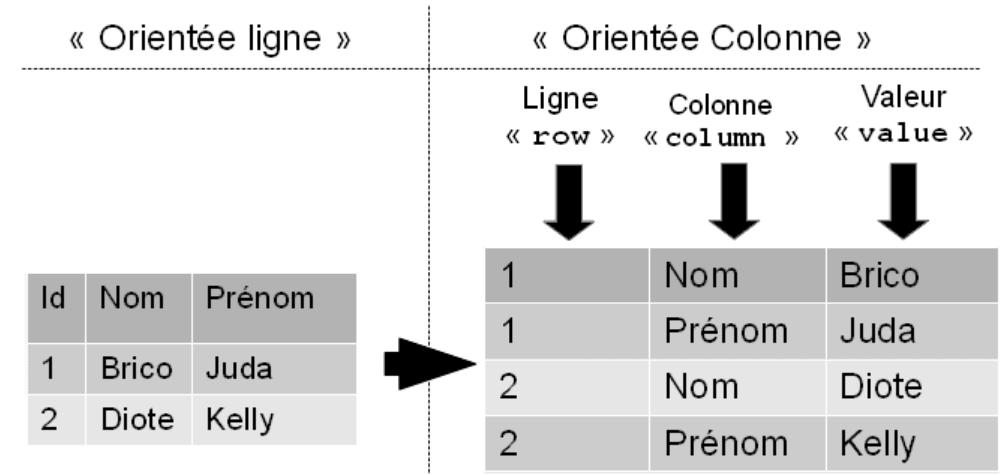 « Orientée ligne »
« Orientée Colonne »
Ligne
« row »
Colonne
« column »
Valeur
« value »
Id Nom Prénom
1 Brico Juda
2 Diote Kelly
1 Nom Brico
1 Prénom Juda
2 Nom Diote
2 Prénom Kelly